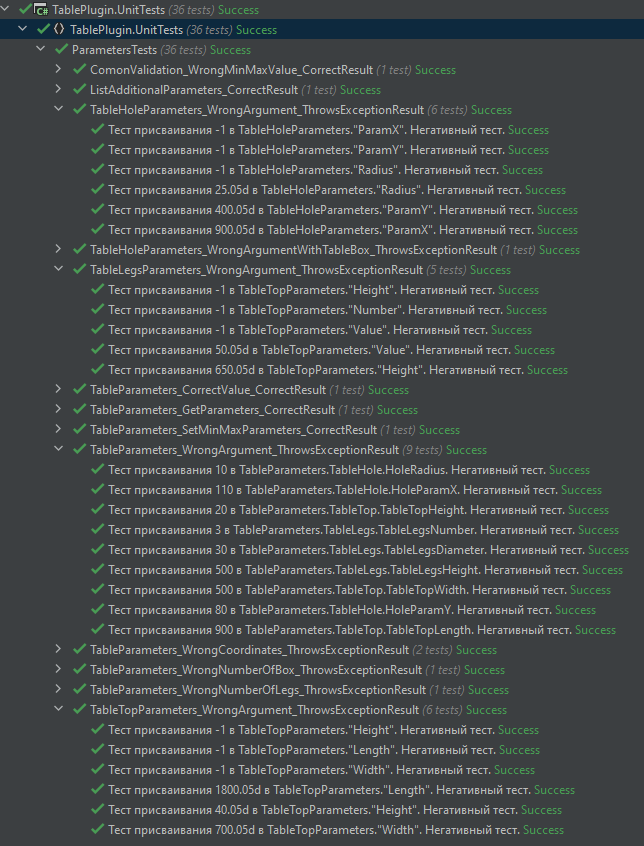 C# TablePlugin.UnitTests (36 tests) Success
TablePlugin.UnitTests (36 tests) Success
ParametersTests (36 tests) Success
ComonValidation_WrongMinMaxValue_CorrectResult (1 test) Success
ListAdditionalParameters_CorrectResult (1 test) Success
TableHoleParameters_WrongArgument_ThrowsExceptionResult (6 tests) Success
Тест присваивания -1 в TableHoleParameters."ParamX". Негативный тест. Success
Тест присваивания -1 в TableHoleParameters."ParamY". Негативный тест. Success
Тест присваивания -1 в TableHoleParameters."Radius". Негативный тест. Success
Тест присваивания 25.05d в TableHoleParameters."Radius". Негативный тест. Success
Тест присваивания 400.05d в TableHoleParameters."ParamY". Негативный тест. Success
Тест присваивания 900.05d в TableHoleParameters."ParamX". Негативный тест. Success
TableHoleParameters_WrongArgumentWithTableBox_ThrowsExceptionResult (1 test) Success
TableLegsParameters_WrongArgument_ThrowsExceptionResult (5 tests) Success
Тест присваивания -1 в TableTopParameters."Height". Негативный тест. Success
Тест присваивания -1 в TableTopParameters."Number". Негативный тест. Success
Тест присваивания -1 в TableTopParameters."Value". Негативный тест. Success
Тест присваивания 50.05d в TableTopParameters."Value". Негативный тест. Success
Тест присваивания 650.05d в TableTopParameters."Height". Негативный тест. Success
TableParameters_CorrectValue_CorrectResult (1 test) Success
TableParameters_GetParameters_CorrectResult (1 test) Success
TableParameters_SetMinMaxParameters_CorrectResult (1 test) Success
TableParameters_WrongArgument_ThrowsExceptionResult (9 tests) Success
Тест присваивания 10 в TableParameters.TableHole.HoleRadius. Негативный тест. Success
Тест присваивания 110 в TableParameters.TableHole.HoleParamX. Негативный тест. Success
Тест присваивания 20 в TableParameters.TableTop.TableTopHeight. Негативный тест. Success
Тест присваивания 3 в TableParameters.TableLegs.TableLegsNumber. Негативный тест. Success
Тест присваивания 30 в TableParameters.TableLegs.TableLegsDiameter. Негативный тест. Success
Тест присваивания 500 в TableParameters.TableLegs.TableLegsHeight. Негативный тест. Success
Тест присваивания 500 в TableParameters.TableTop.TableTopWidth. Негативный тест. Success
Тест присваивания 80 в TableParameters.TableHole.HoleParamY. Негативный тест. Success
Тест присваивания 900 в TableParameters.TableTop.TableTopLength. Негативный тест. Success
TableParameters_WrongCoordinates_ThrowsExceptionResult (2 tests) Success
TableParameters_WrongNumberOfBox_ThrowsExceptionResult (1 test) Success
TableParameters_WrongNumberOfLegs_ThrowsExceptionResult (1 test) Success
TableTopParameters_WrongArgument_ThrowsExceptionResult (6 tests) Success
Тест присваивания -1 в TableTopParameters."Height". Негативный тест. Success
Тест присваивания -1 в TableTopParameters."Length". Негативный тест. Success
Тест присваивания -1 в TableTopParameters."Width". Негативный тест. Success
Тест присваивания 1800.05d в TableTopParameters."Length". Негативный тест. Success
Тест присваивания 40.05d в TableTopParameters."Height". Негативный тест. Success
Тест присваивания 700.05d в TableTopParameters."Width". Негативный тест. Success